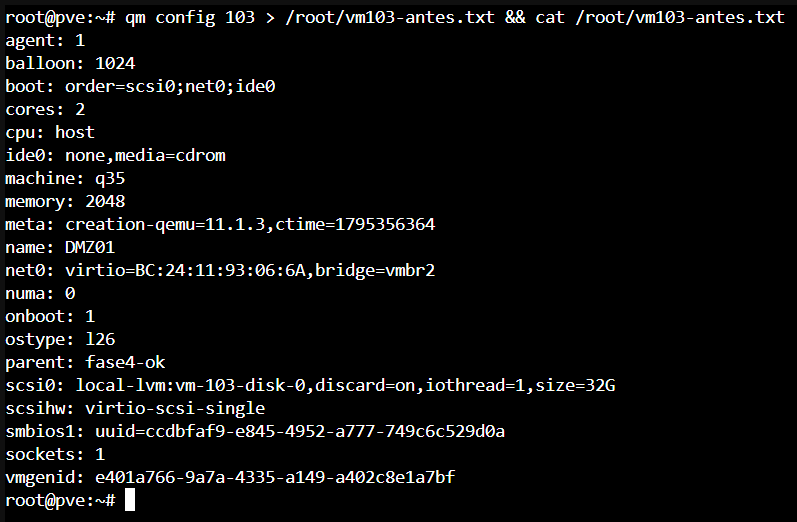 root@pve:~# qm config 103 > /root/vm103-antes.txt && cat /root/vm103-antes.txt
agent: 1
balloon: 1024
boot: order=scsi0;net0;ide0
cores: 2
cpu: host
ide0: none,media=cdrom
machine: q35
memory: 2048
meta: creation-qemu=11.1.3,ctime=1795356364
name: DMZ01
net0: virtio=BC:24:11:93:06:6A,bridge=vmbr2
numa: 0
onboot: 1
ostype: l26
parent: fase4-ok
scsi0: local-lvm:vm-103-disk-0,discard=on,iothread=1,size=32G
scsihw: virtio-scsi-single
smbios1: uuid=ccdbfaf9-e845-4952-a777-749c6c529d0a
sockets: 1
vmgenid: e401a766-9a7a-4335-a149-a402c8e1a7bf
root@pve:~#